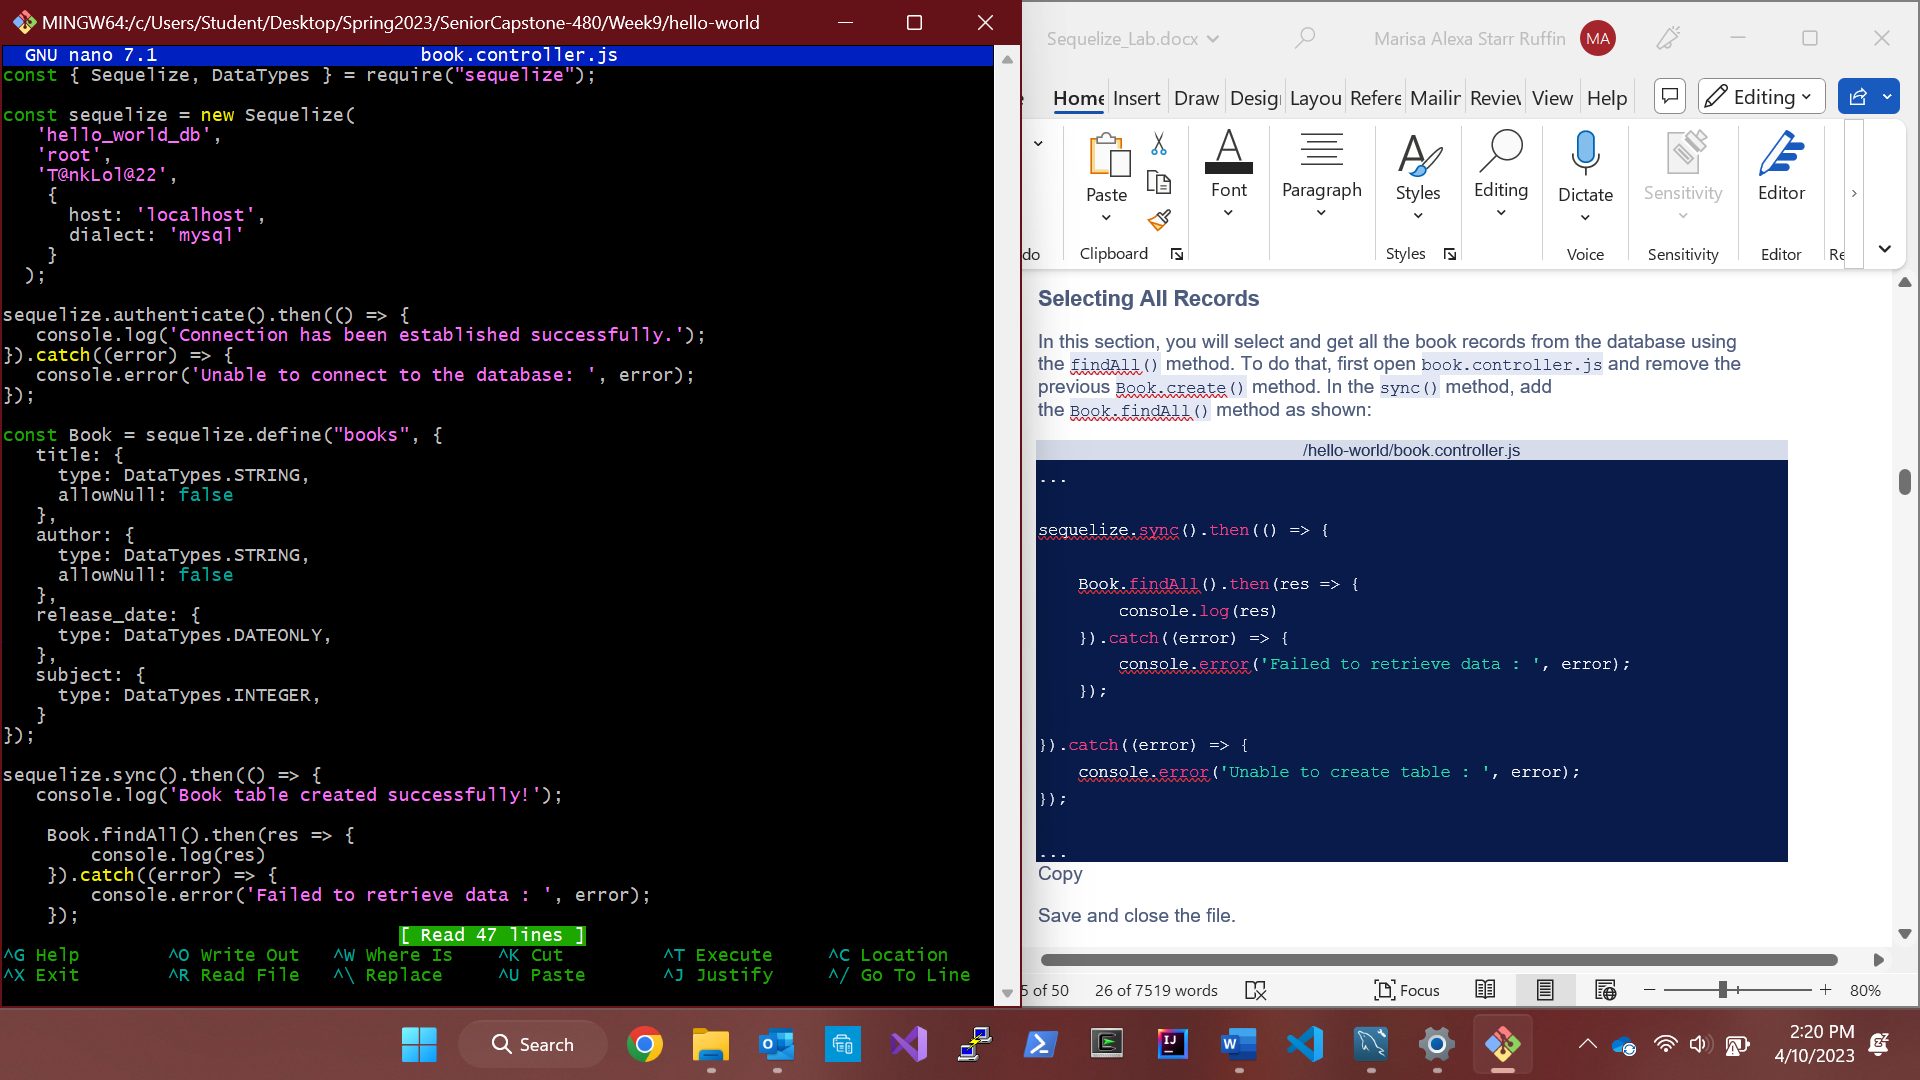 MINGW64:/c/Users/Student/Desktop/Spring2023/SeniorCapstone-480/Week9/hello-world
GNU nano 7.1 book.controller.js
const { Sequelize, DataTypes } = require("sequelize");
const sequelize = new Sequelize(
'hello_world_db',
'root',
'T@nkLol@22',
{
host: 'localhost',
dialect: 'mysql'
}
);
sequelize.authenticate().then(() => {
console.log('Connection has been established successfully.');
}).catch((error) => {
console.error('Unable to connect to the database: ', error);
});
const Book = sequelize.define("books", {
title: {
type: DataTypes.STRING,
allowNull: false
},
author: {
type: DataTypes.STRING,
allowNull: false
},
release_date: {
type: DataTypes.DATEONLY,
},
subject: {
type: DataTypes.INTEGER,
}
});
sequelize.sync().then(() => {
console.log('Book table created successfully!');
Book.findAll().then(res => {
console.log(res)
}).catch((error) => {
console.error('Failed to retrieve data : ', error);
});
[ Read 47 lines ]
^G Help ^O Write Out ^W Where Is ^K Cut ^T Execute ^C Location
^X Exit ^R Read File ^\ Replace ^U Paste ^J Justify ^/ Go To Line
Sequelize_Lab.docx Marisa Alexa Starr Ruffin MA
Home Insert Draw Desig Layou Refere Mailin Review View Help Editing
Paste Font Paragraph Styles Editing Dictate Sensitivity Editor
do Clipboard Styles Voice Sensitivity Editor Re
Selecting All Records
In this section, you will select and get all the book records from the database using
the findAll() method. To do that, first open book.controller.js and remove the
previous Book.create() method. In the sync() method, add
the Book.findAll() method as shown:
/hello-world/book.controller.js
...
sequelize.sync().then(() => {
Book.findAll().then(res => {
console.log(res)
}).catch((error) => {
console.error('Failed to retrieve data : ', error);
});
}).catch((error) => {
console.error('Unable to create table : ', error);
});
...
Copy
Save and close the file.
5 of 50 26 of 7519 words Focus 80%
Search
2:20 PM
4/10/2023